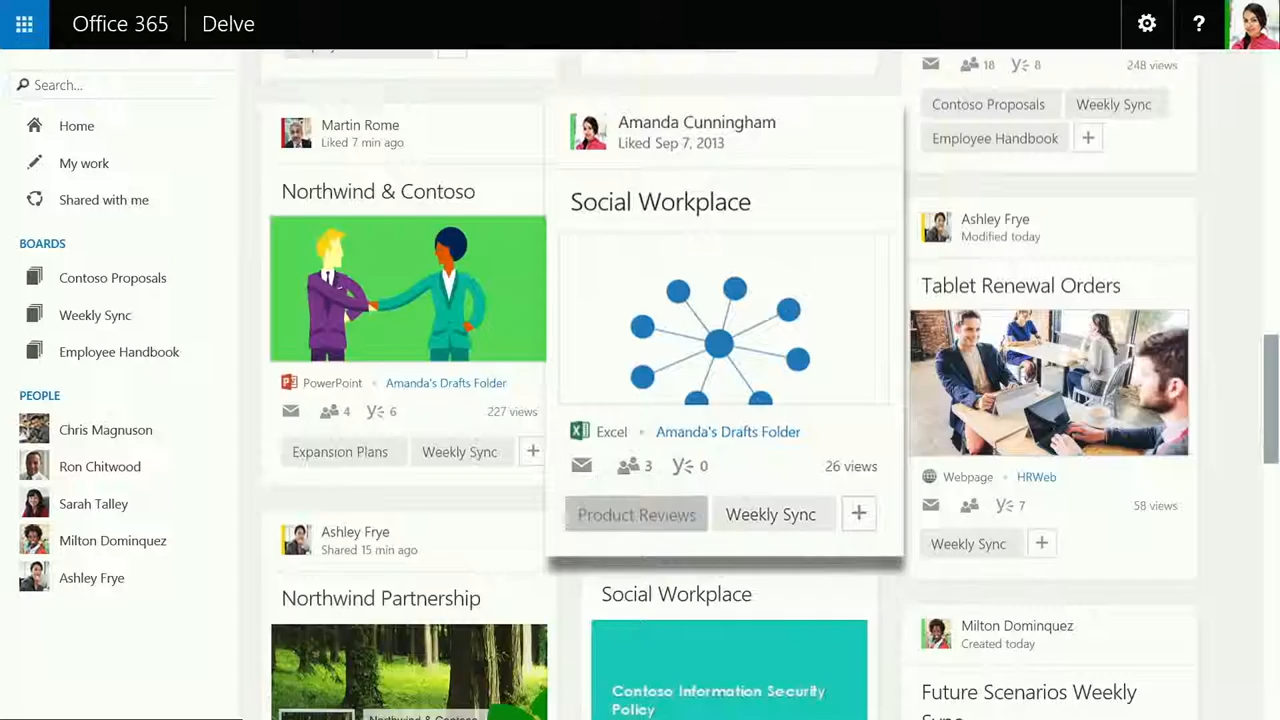 Office 365
Delve
?
Search...
Home
My work
Shared with me
BOARDS
Contoso Proposals
Weekly Sync
Employee Handbook
PEOPLE
Chris Magnuson
Ron Chitwood
Sarah Talley
Milton Dominquez
Ashley Frye
Martin Rome
Liked 7 min ago
Northwind & Contoso
PowerPoint
Amanda's Drafts Folder
4
6
227 views
Expansion Plans
Weekly Sync
+
Ashley Frye
Shared 15 min ago
Northwind Partnership
Northwind & Contoso
Amanda Cunningham
Liked Sep 7, 2013
Social Workplace
Excel
Amanda's Drafts Folder
3
0
26 views
Product Reviews
Weekly Sync
+
Social Workplace
Contoso Information Security
Policy
18
8
248 views
Contoso Proposals
Weekly Sync
Employee Handbook
+
Ashley Frye
Modified today
Tablet Renewal Orders
Webpage
HRWeb
7
58 views
Weekly Sync
+
Milton Dominquez
Created today
Future Scenarios Weekly